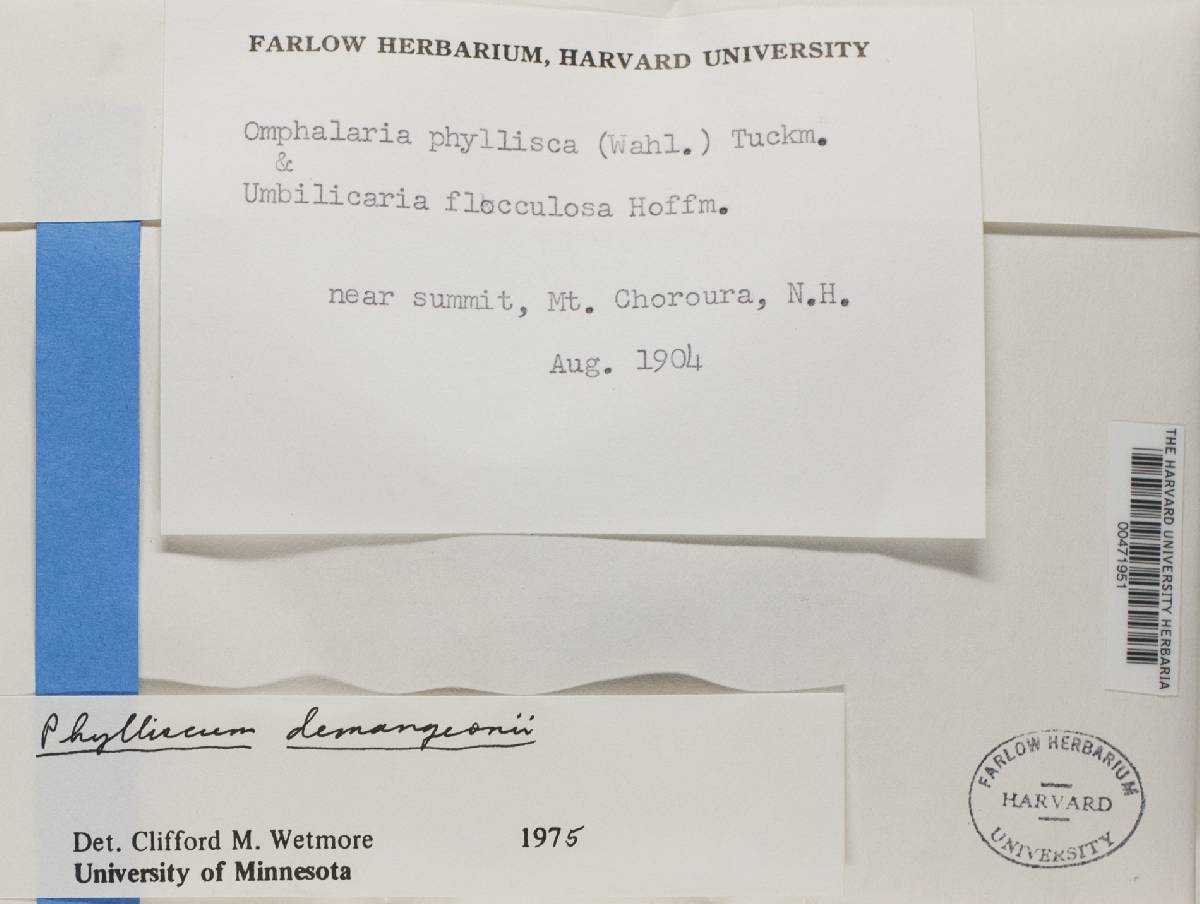 FARLOW HERBARIUM, HARVARD UNIVERSITY
Omphalaria phyllisca (Wahl.) Tuckm.
&
Umbilicaria flocculosa Hoffm.
near summit, Mt. Choroura, N.H.
Aug. 1904
THE HARVARD UNIVERSITY HERBARIA
00471951
Phylliscum demangeonii
Det. Clifford M. Wetmore 1975
University of Minnesota
FARLOW HERBARIUM
HARVARD
UNIVERSITY